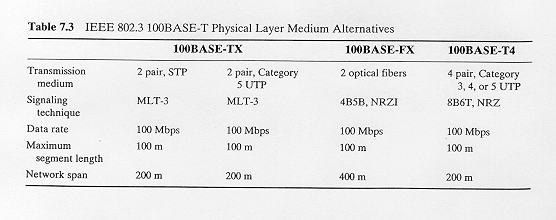 Table 7.3 IEEE 802.3 100BASE-T Physical Layer Medium Alternatives
100BASE-TX 100BASE-FX 100BASE-T4
Transmission 2 pair, STP 2 pair, Category 2 optical fibers 4 pair, Category
medium 5 UTP 3, 4, or 5 UTP
Signaling MLT-3 MLT-3 4B5B, NRZI 8B6T, NRZ
technique
Data rate 100 Mbps 100 Mbps 100 Mbps 100 Mbps
Maximum 100 m 100 m 100 m 100 m
segment length
Network span 200 m 200 m 400 m 200 m